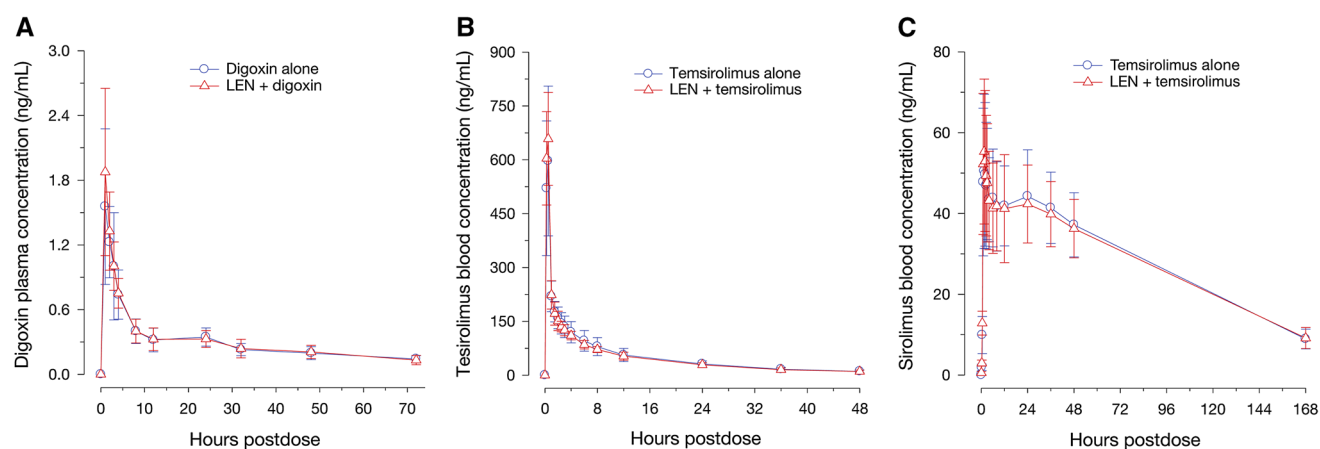 A
Digoxin plasma concentration (ng/mL)
3.0
2.4
1.8
1.2
0.6
0.0
Digoxin alone
LEN + digoxin
0 10 20 30 40 50 60 70
Hours postdose
B
Tesirolimus blood concentration (ng/mL)
900
750
600
450
300
150
0
Temsirolimus alone
LEN + temsirolimus
0 8 16 24 32 40 48
Hours postdose
C
Sirolimus blood concentration (ng/mL)
80
60
40
20
0
Temsirolimus alone
LEN + temsirolimus
0 24 48 72 96 120 144 168
Hours postdose